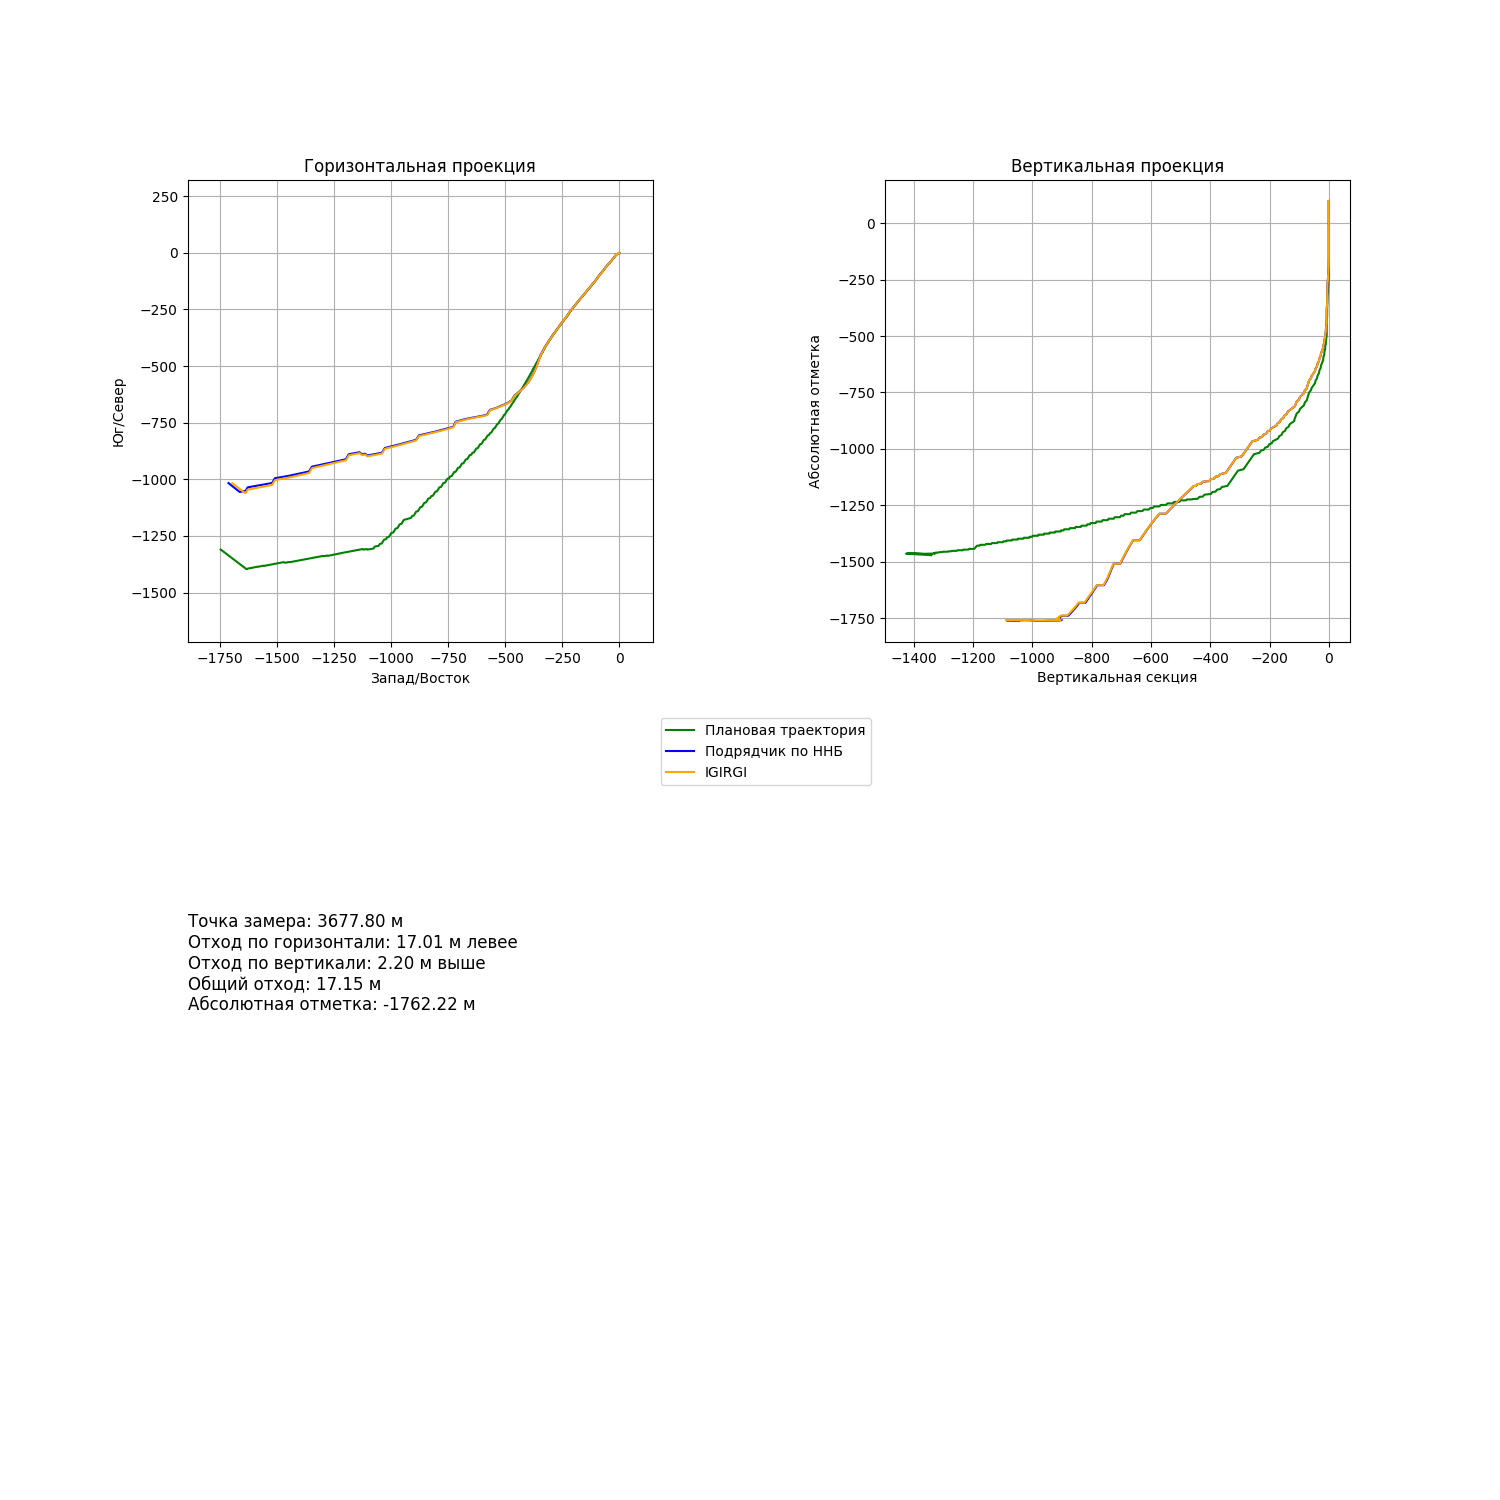 Горизонтальная проекция
250
0
−250
−500
−750
−1000
−1250
−1500
Юг/Север
−1750 −1500 −1250 −1000 −750 −500 −250 0
Запад/Восток
Вертикальная проекция
0
−250
−500
−750
−1000
−1250
−1500
−1750
Абсолютная отметка
−1400 −1200 −1000 −800 −600 −400 −200 0
Вертикальная секция
Плановая траектория
Подрядчик по ННБ
IGIRGI
Точка замера: 3677.80 м
Отход по горизонтали: 17.01 м левее
Отход по вертикали: 2.20 м выше
Общий отход: 17.15 м
Абсолютная отметка: -1762.22 м